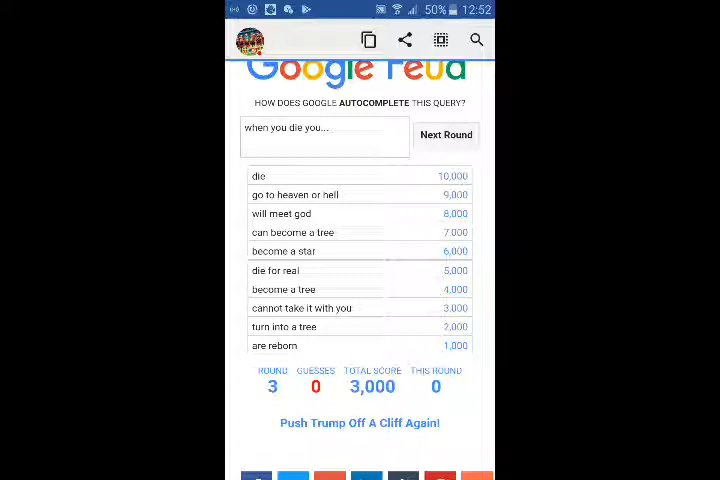 50% 12:52
Google Feud
HOW DOES GOOGLE AUTOCOMPLETE THIS QUERY?
when you die you...
Next Round
die 10,000
go to heaven or hell 9,000
will meet god 8,000
can become a tree 7,000
become a star 6,000
die for real 5,000
become a tree 4,000
cannot take it with you 3,000
turn into a tree 2,000
are reborn 1,000
ROUND GUESSES TOTAL SCORE THIS ROUND
3 0 3,000 0
Push Trump Off A Cliff Again!